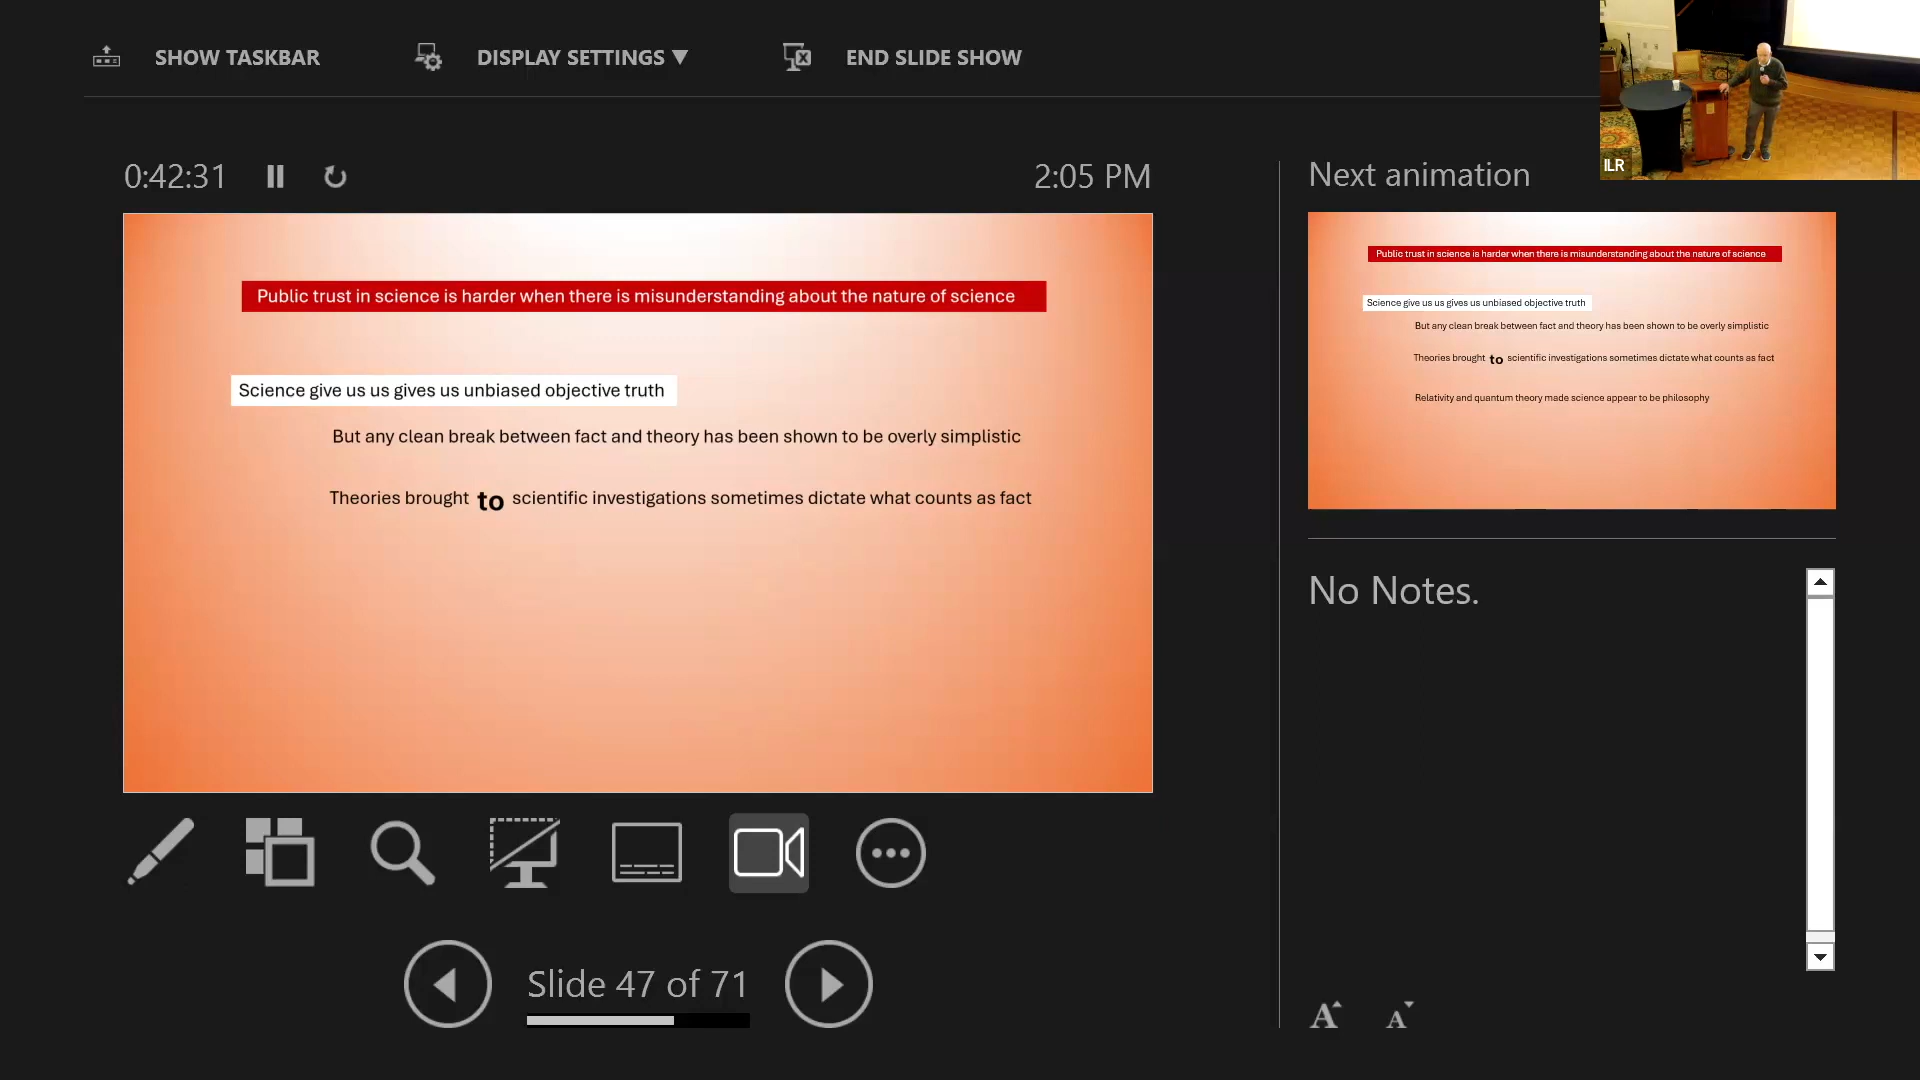 SHOW TASKBAR
DISPLAY SETTINGS ▼
END SLIDE SHOW
ILR
0:42:31
2:05 PM
Next animation
Public trust in science is harder when there is misunderstanding about the nature of science
Science give us us gives us unbiased objective truth
But any clean break between fact and theory has been shown to be overly simplistic
Theories brought to scientific investigations sometimes dictate what counts as fact
Public trust in science is harder when there is misunderstanding about the nature of science
Science give us us gives us unbiased objective truth
But any clean break between fact and theory has been shown to be overly simplistic
Theories brought to scientific investigations sometimes dictate what counts as fact
Relativity and quantum theory made science appear to be philosophy
No Notes.
Slide 47 of 71
A A